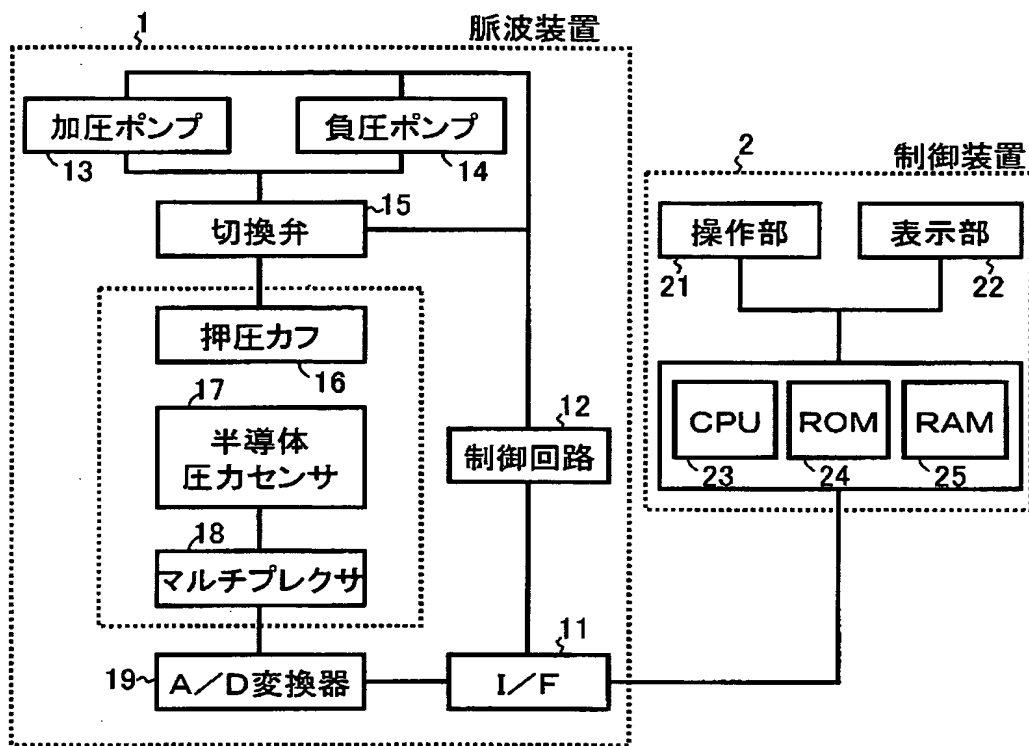 1
脈波装置
加圧ポンプ
13
負圧ポンプ
14
切換弁
15
押圧カフ
16
17
半導体
圧力センサ
18
マルチプレクサ
19
A/D変換器
12
制御回路
11
I/F
2
制御装置
操作部
21
表示部
22
CPU
23
ROM
24
RAM
25